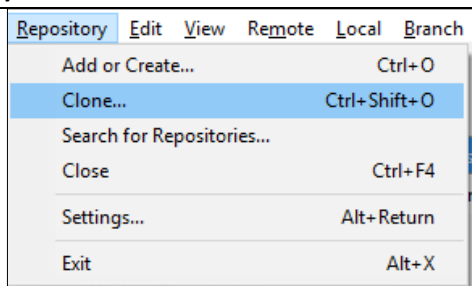 Repository Edit View Remote Local Branch
Add or Create... Ctrl+O
Clone... Ctrl+Shift+O
Search for Repositories...
Close Ctrl+F4
Settings... Alt+Return
Exit Alt+X